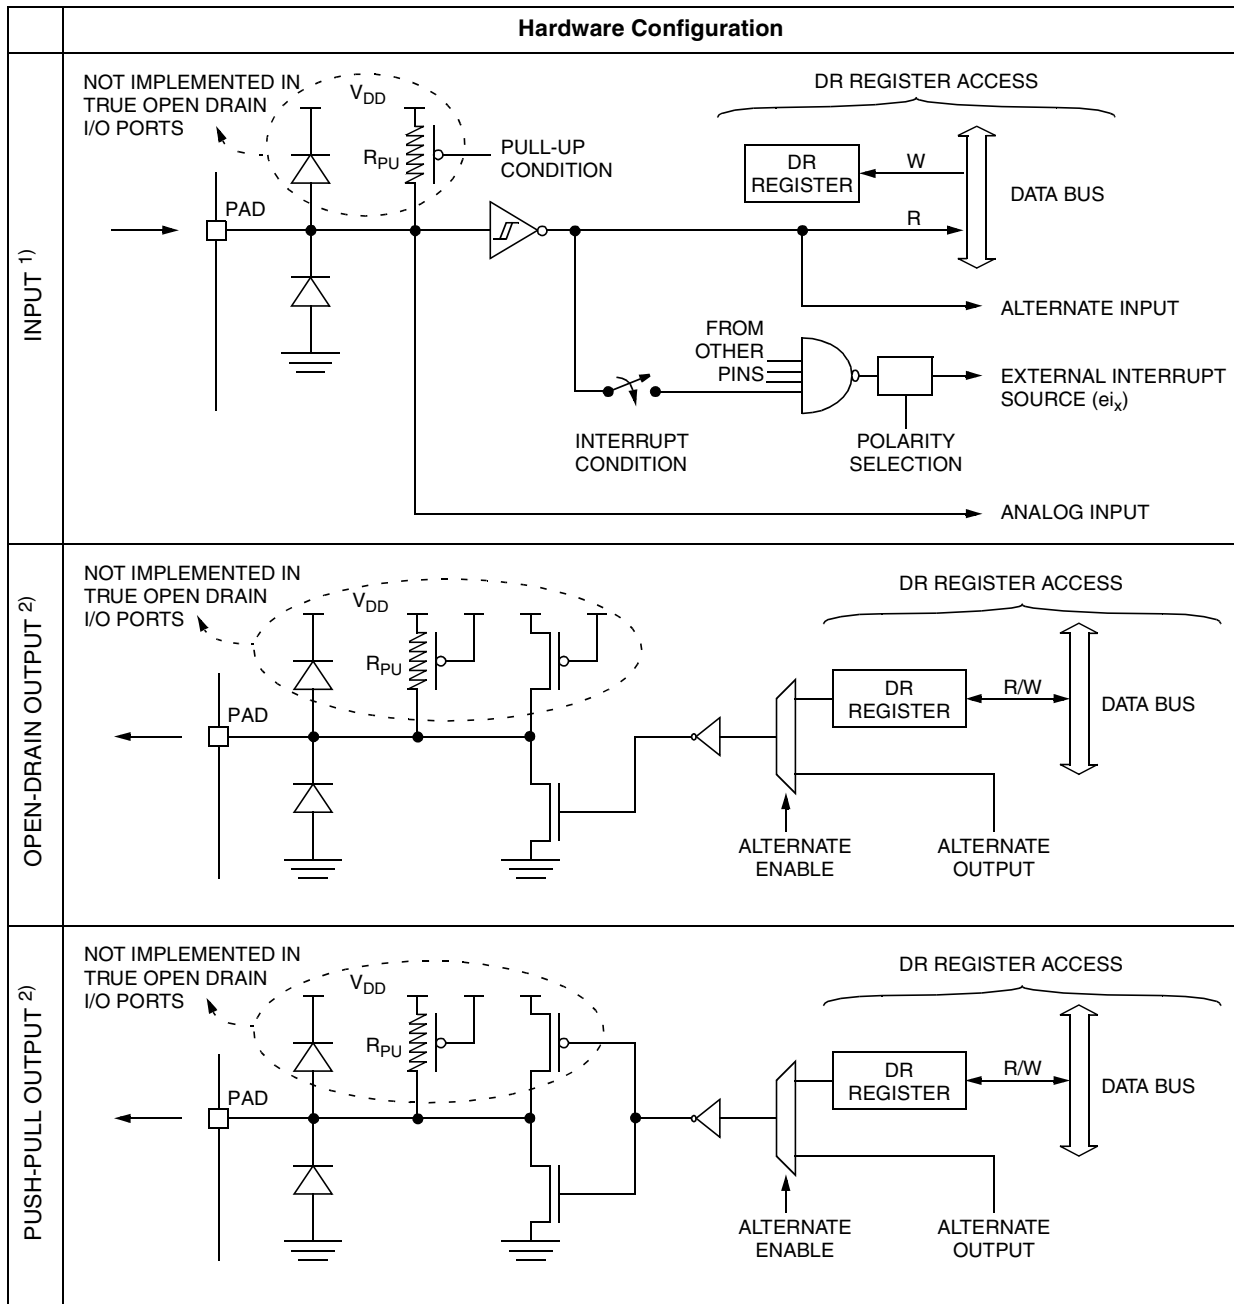 Hardware Configuration
INPUT 1)
NOT IMPLEMENTED IN
TRUE OPEN DRAIN
I/O PORTS
VDD
RPU
PULL-UP
CONDITION
PAD
DR REGISTER ACCESS
DR
REGISTER
W
R
DATA BUS
ALTERNATE INPUT
FROM
OTHER
PINS
EXTERNAL INTERRUPT
SOURCE (eix)
INTERRUPT
CONDITION
POLARITY
SELECTION
ANALOG INPUT
OPEN-DRAIN OUTPUT 2)
NOT IMPLEMENTED IN
TRUE OPEN DRAIN
I/O PORTS
VDD
RPU
PAD
DR REGISTER ACCESS
DR
REGISTER
R/W
DATA BUS
ALTERNATE
ENABLE
ALTERNATE
OUTPUT
PUSH-PULL OUTPUT 2)
NOT IMPLEMENTED IN
TRUE OPEN DRAIN
I/O PORTS
VDD
RPU
PAD
DR REGISTER ACCESS
DR
REGISTER
R/W
DATA BUS
ALTERNATE
ENABLE
ALTERNATE
OUTPUT